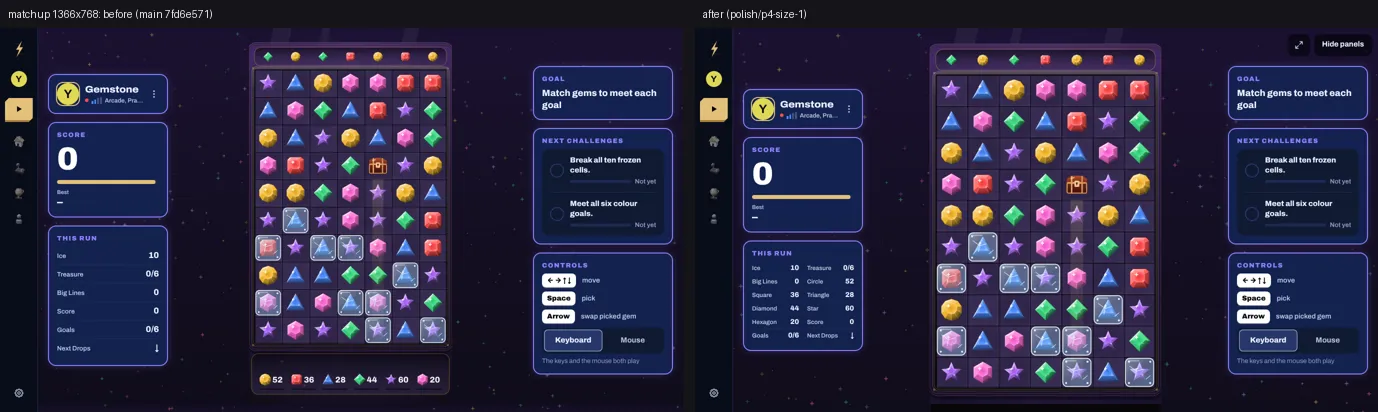 matchup 1366x768: before (main 7fd6e571)
Y
Y
Gemstone
Arcade, Pra...
SCORE
0
Best
–
THIS RUN
Ice 10
Treasure 0/6
Big Lines 0
Score 0
Goals 0/6
Next Drops ↓
52 36 28 44 60 20
GOAL
Match gems to meet each
goal
NEXT CHALLENGES
Break all ten frozen
cells.
Not yet
Meet all six colour
goals.
Not yet
CONTROLS
←→↑↓ move
Space pick
Arrow swap picked gem
Keyboard Mouse
The keys and the mouse both play
after (polish/p4-size-1)
Hide panels
Y
Y
Gemstone
Arcade, Pra...
SCORE
0
Best
–
THIS RUN
Ice 10 Treasure 0/6
Big Lines 0 Circle 52
Square 36 Triangle 28
Diamond 44 Star 60
Hexagon 20 Score 0
Goals 0/6 Next Drops ↓
GOAL
Match gems to meet each
goal
NEXT CHALLENGES
Break all ten frozen
cells.
Not yet
Meet all six colour
goals.
Not yet
CONTROLS
←→↑↓ move
Space pick
Arrow swap picked gem
Keyboard Mouse
The keys and the mouse both play